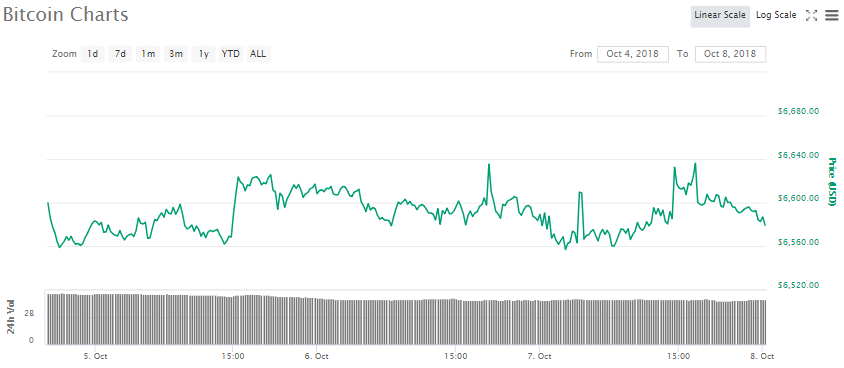 Bitcoin Charts
Linear Scale Log Scale
Zoom 1d 7d 1m 3m 1y YTD ALL From Oct 4, 2018 To Oct 8, 2018
$6,680.00
$6,640.00
$6,600.00
$6,560.00
$6,520.00
Price (USD)
24h Vol
2B
0
5. Oct 15:00 6. Oct 15:00 7. Oct 15:00 8. Oct